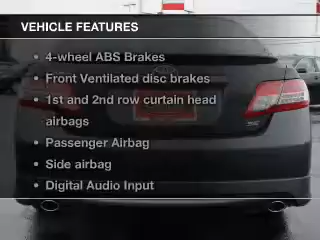 VEHICLE FEATURES
• 4-wheel ABS Brakes
• Front Ventilated disc brakes
• 1st and 2nd row curtain head
airbags
• Passenger Airbag
• Side airbag
• Digital Audio Input